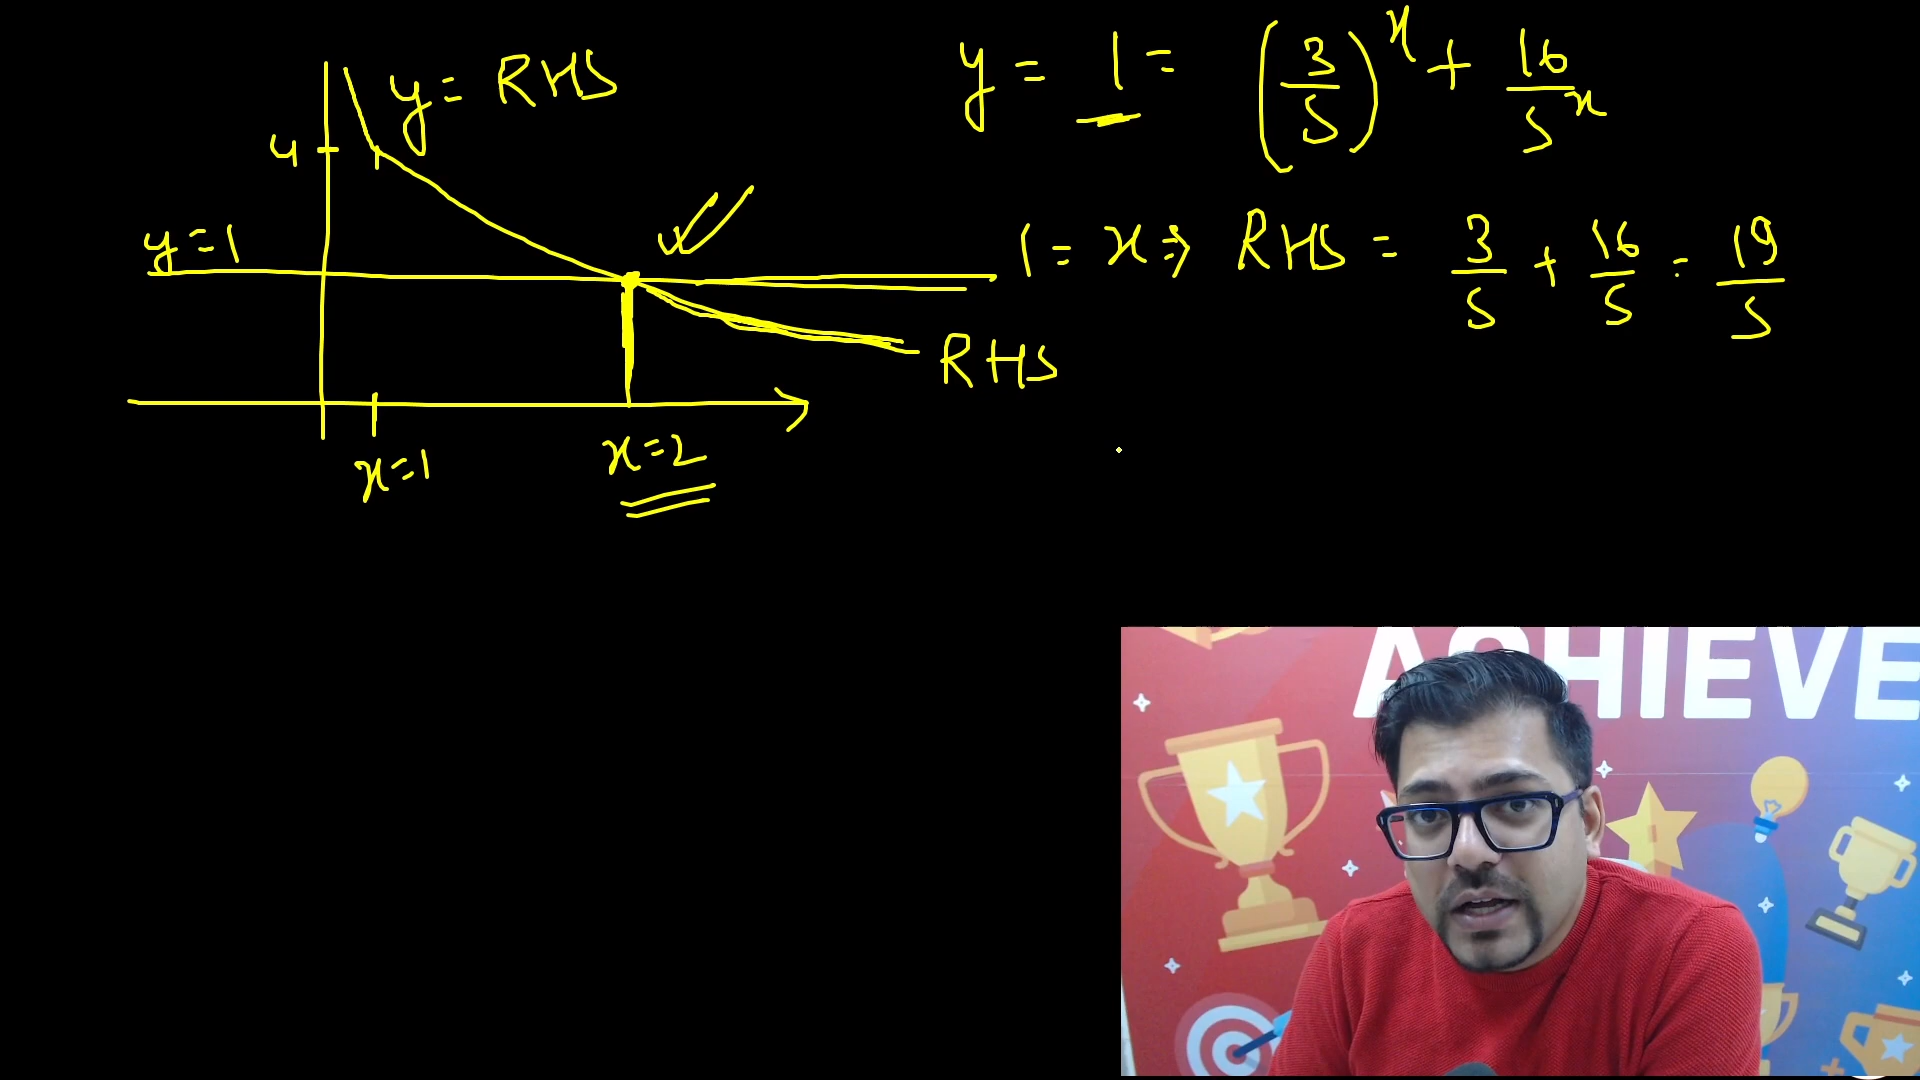 y = RHS
4
y=1
RHS
x=1
x=2
y = 1 = (3/5)^x + 16/5^x
1 = x ⇒ RHS = 3/5 + 16/5 = 19/5
ACHIEVE